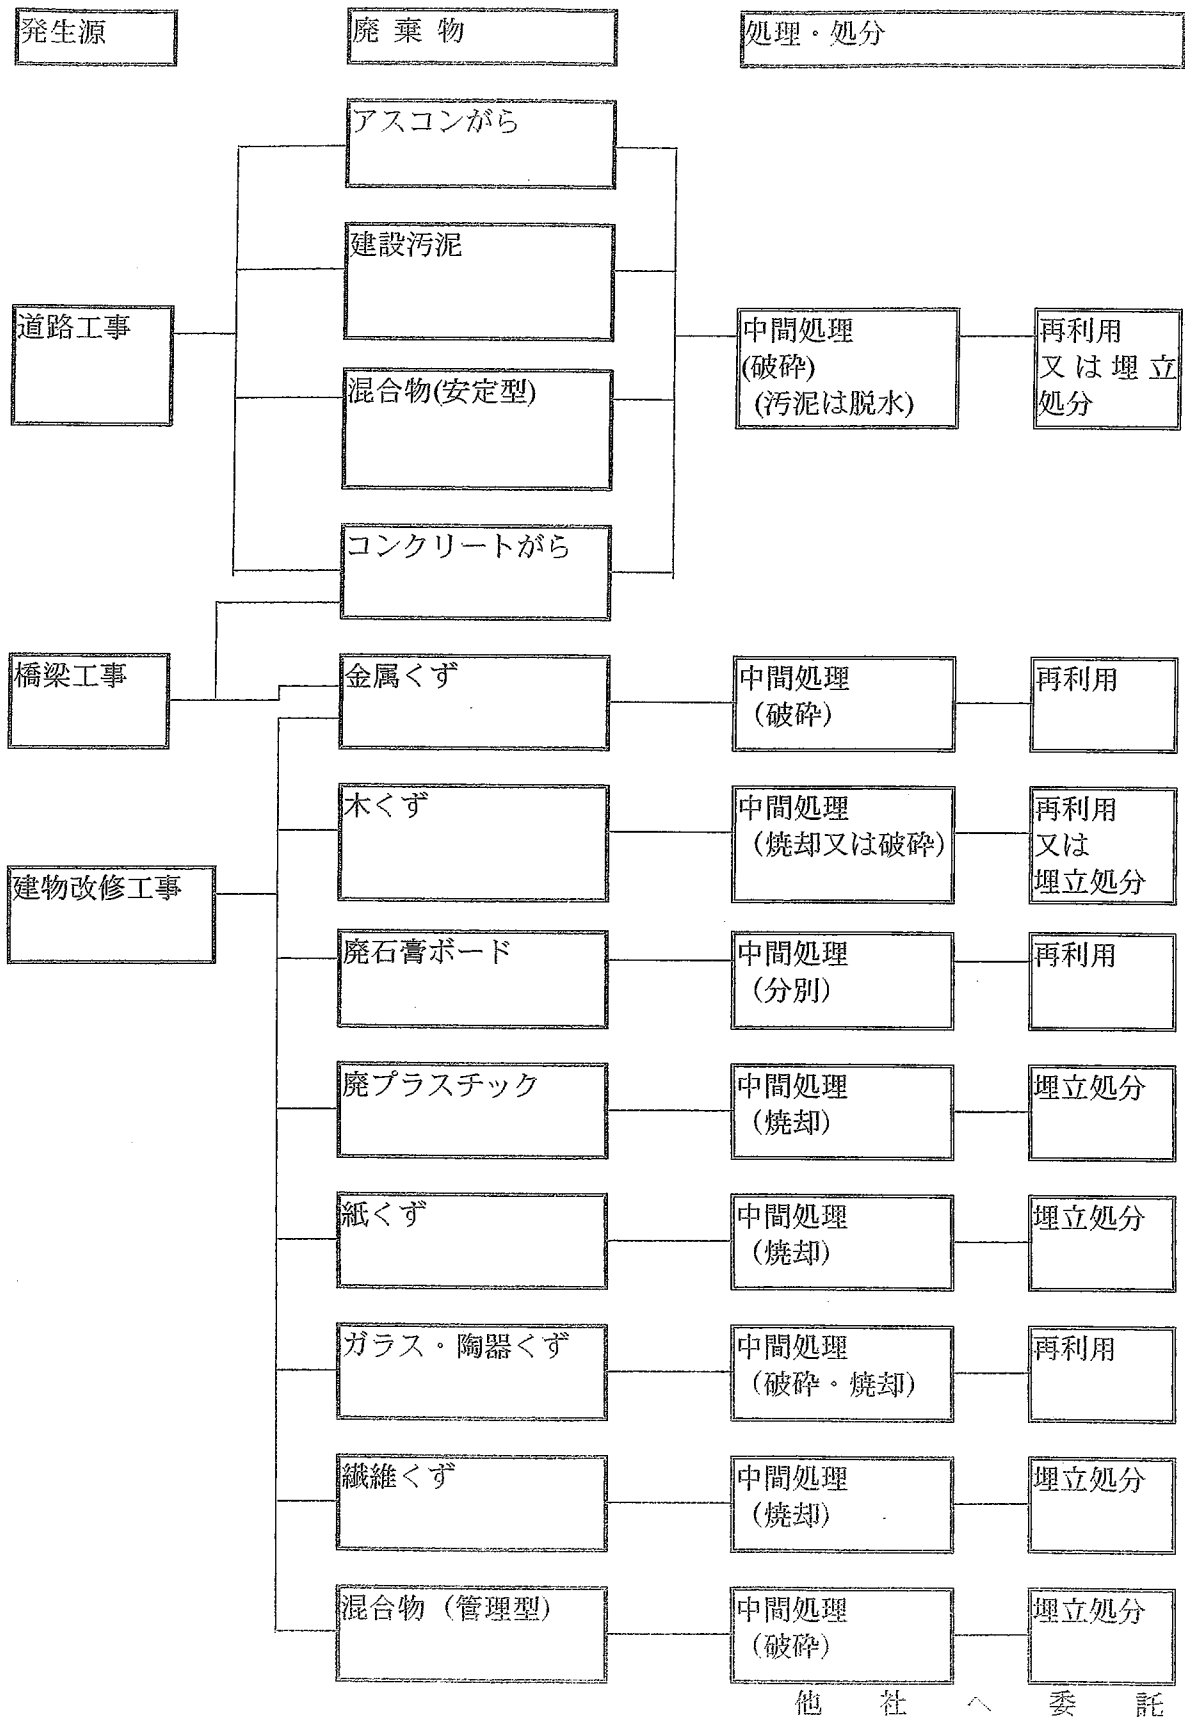 発生源
廃 棄 物
処理・処分
アスコンがら
建設汚泥
道路工事
中間処理
(破砕)
(汚泥は脱水)
再利用
又は埋立
処分
混合物(安定型)
コンクリートがら
橋梁工事
金属くず
中間処理
（破砕）
再利用
木くず
中間処理
（焼却又は破砕）
再利用
又は
埋立処分
建物改修工事
廃石膏ボード
中間処理
（分別）
再利用
廃プラスチック
中間処理
（焼却）
埋立処分
紙くず
中間処理
（焼却）
埋立処分
ガラス・陶器くず
中間処理
（破砕・焼却）
再利用
繊維くず
中間処理
（焼却）
埋立処分
混合物（管理型）
中間処理
（破砕）
埋立処分
他 社 へ 委 託